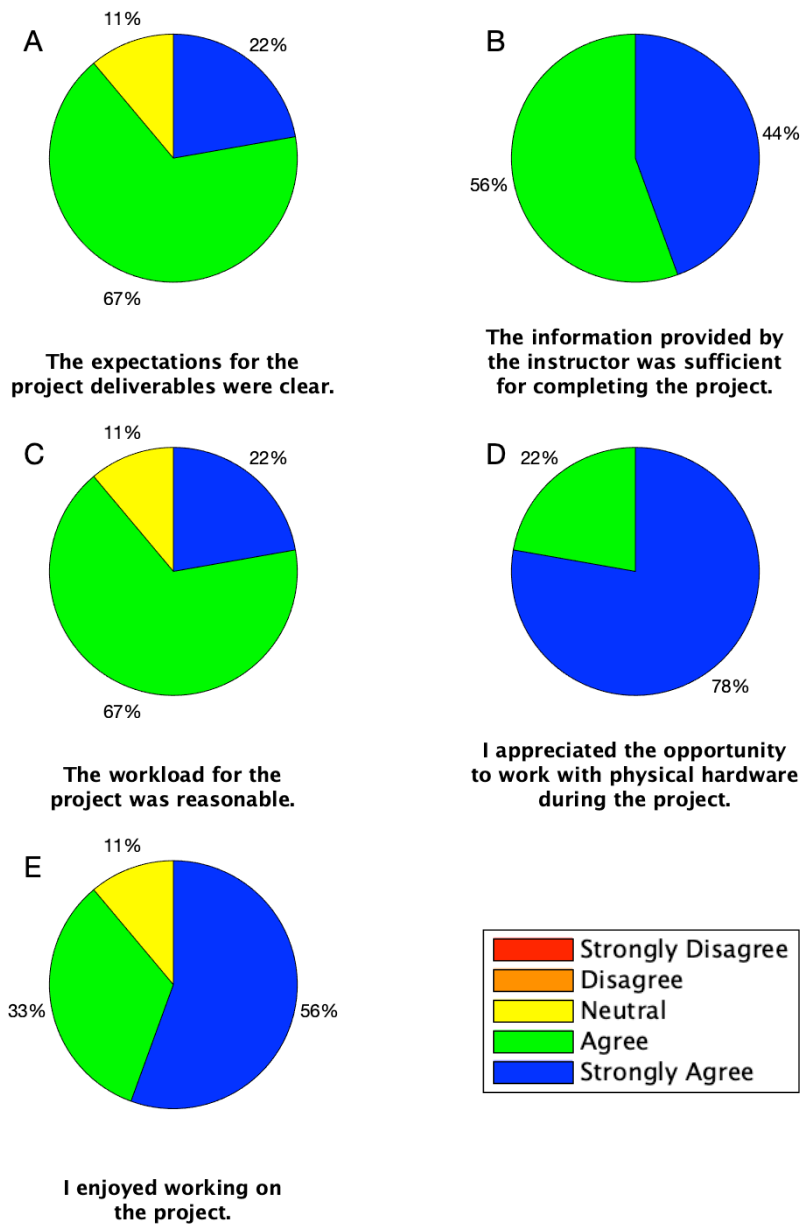 A
11%
22%
67%
The expectations for the
project deliverables were clear.
B
44%
56%
The information provided by
the instructor was sufficient
for completing the project.
C
11%
22%
67%
The workload for the
project was reasonable.
D
22%
78%
I appreciated the opportunity
to work with physical hardware
during the project.
E
11%
33%
56%
I enjoyed working on
the project.
Strongly Disagree
Disagree
Neutral
Agree
Strongly Agree